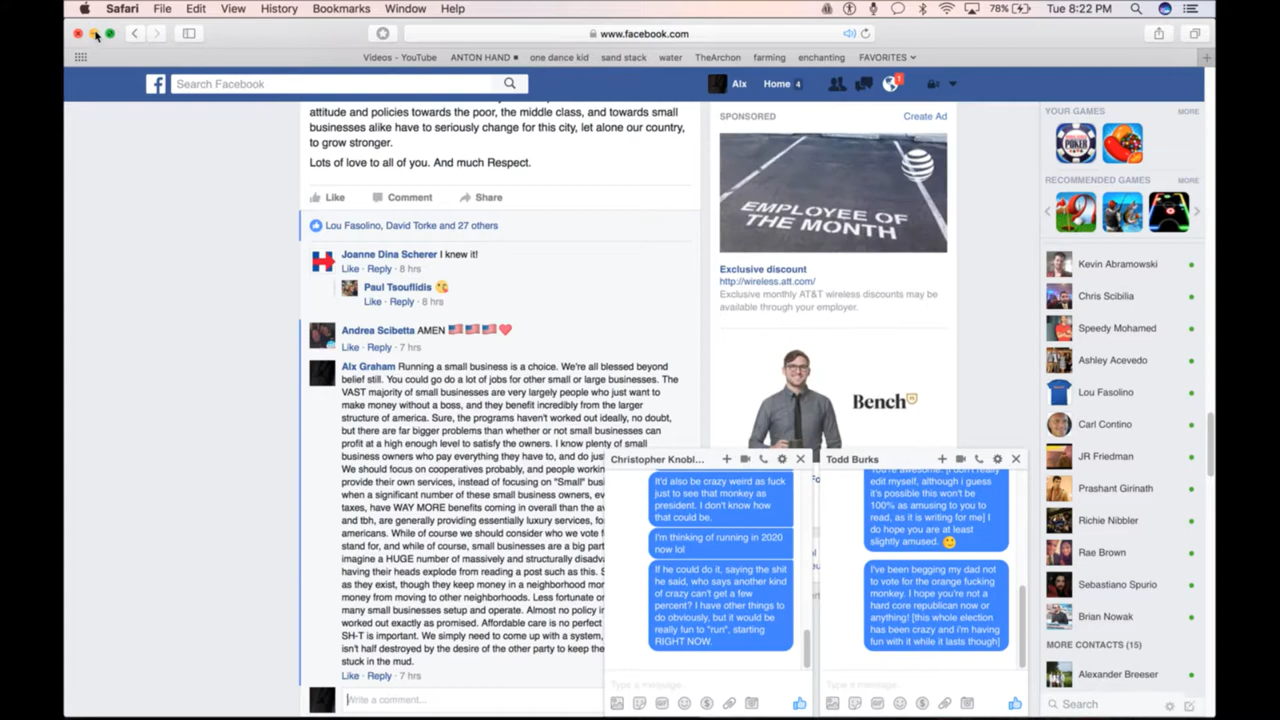 Safari File Edit View History Bookmarks Window Help
78% Tue 8:22 PM
www.facebook.com
Videos - YouTube ANTON HAND one dance kid sand stack water TheArchon farming enchanting FAVORITES
Search Facebook
Alx Home 4
1
attitude and policies towards the poor, the middle class, and towards small
businesses alike have to seriously change for this city, let alone our country,
to grow stronger.
Lots of love to all of you. And much Respect.
Like Comment Share
Lou Fasolino, David Torke and 27 others
Joanne Dina Scherer I knew it!
Like · Reply · 8 hrs
Paul Tsouflidis 😘
Like · Reply · 8 hrs
Andrea Scibetta AMEN 🇺🇸🇺🇸🇺🇸❤️
Like · Reply · 7 hrs
Alx Graham Running a small business is a choice. We're all blessed beyond
belief still. You could go do a lot of jobs for other small or large businesses. The
VAST majority of small businesses are very largely people who just want to
make money without a boss, and they benefit incredibly from the larger
structure of america. Sure, the programs haven't worked out ideally, no doubt,
but there are far bigger problems than whether or not small businesses can
profit at a high enough level to satisfy the owners. I know plenty of small
business owners who pay everything they have to, and do jus
We should focus on cooperatives probably, and people working
provide their own services, instead of focusing on "Small" bus
when a significant number of these small business owners, ev
taxes, have WAY MORE benefits coming in overall than the av
and tbh, are generally providing essentially luxury services, fo
americans. While of course we should consider who we vote f
stand for, and while of course, small businesses are a big part
imagine a HUGE number of massively and structurally disadva
having their heads explode from reading a post such as this. S
as they exist, though they keep money in a neighborhood
money from moving to other neighborhoods. Less fortunate
many small businesses setup and operate. Almost no policy
worked out exactly as promised. Affordable care is no perfect
SH-T is important. We simply need to come up with a system,
isn't half destroyed by the desire of the other party to keep the
stuck in the mud.
Like · Reply · 7 hrs
Write a comment...
SPONSORED Create Ad
EMPLOYEE OF
THE MONTH
Exclusive discount
http://wireless.att.com/
Exclusive monthly AT&T wireless discounts may be
available through your employer.
Bench
Christopher Knobl...
It'd also be crazy weird as fuck
just to see that monkey as
president. I don't know how
that could be.
I'm thinking of running in 2020
now lol
If he could do it, saying the shit
he said, who says another kind
of crazy can't get a few
percent? I have other things to
do obviously, but it would be
really fun to "run", starting
RIGHT NOW.
Type a message...
Todd Burks
You're awesome. [I don't really
edit myself, although i guess
it's possible this won't be
100% as amusing to you to
read, as it is writing for me] I
do hope you are at least
slightly amused. 🙂
I've been begging my dad not
to vote for the orange fucking
monkey. I hope you're not a
hard core republican now or
anything! [this whole election
has been crazy and i'm having
fun with it while it lasts though]
Type a message...
YOUR GAMES MORE
POKER
RECOMMENDED GAMES MORE
Kevin Abramowski
Chris Scibilia
Speedy Mohamed
Ashley Acevedo
Lou Fasolino
Carl Contino
JR Friedman
Prashant Girinath
Richie Nibbler
Rae Brown
Sebastiano Spurio
Brian Nowak
MORE CONTACTS (15)
Alexander Breeser
Search